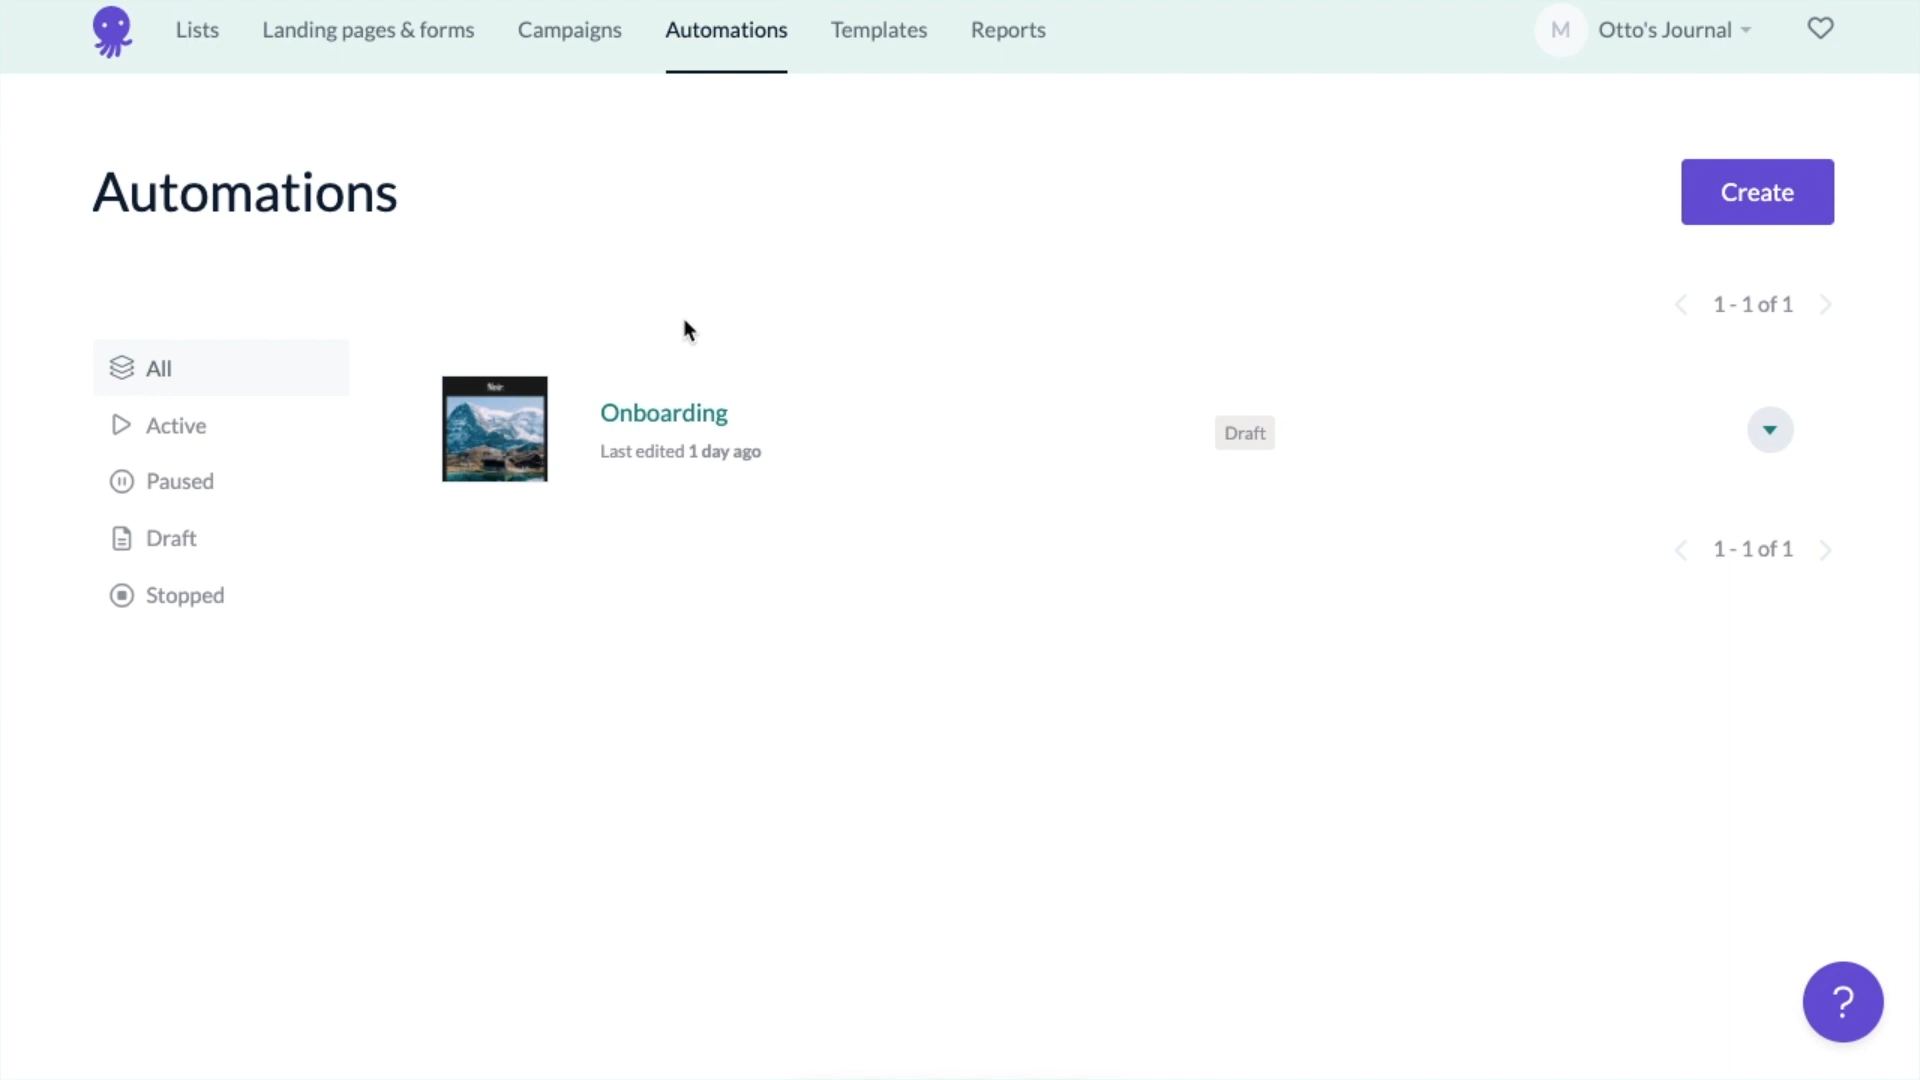 Lists
Landing pages & forms
Campaigns
Automations
Templates
Reports
M
Otto's Journal
Automations
Create
1 - 1 of 1
All
Active
Paused
Draft
Stopped
Noir
Onboarding
Last edited 1 day ago
Draft
1 - 1 of 1
?